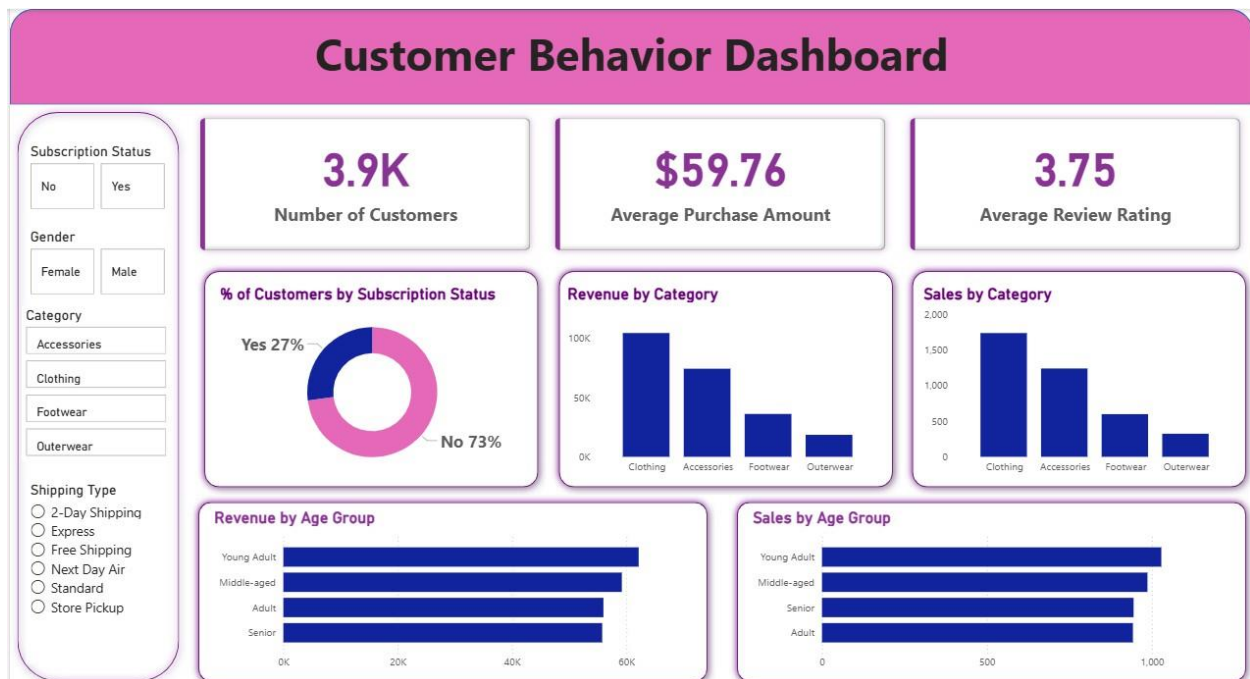 Customer Behavior Dashboard
Subscription Status
No Yes
Gender
Female Male
Category
Accessories
Clothing
Footwear
Outerwear
Shipping Type
2-Day Shipping
Express
Free Shipping
Next Day Air
Standard
Store Pickup
3.9K
Number of Customers
$59.76
Average Purchase Amount
3.75
Average Review Rating
% of Customers by Subscription Status
Yes 27%
No 73%
Revenue by Category
100K
50K
0K
Clothing Accessories Footwear Outerwear
Sales by Category
2,000
1,500
1,000
500
0
Clothing Accessories Footwear Outerwear
Revenue by Age Group
Young Adult
Middle-aged
Adult
Senior
0K 20K 40K 60K
Sales by Age Group
Young Adult
Middle-aged
Senior
Adult
0 500 1,000